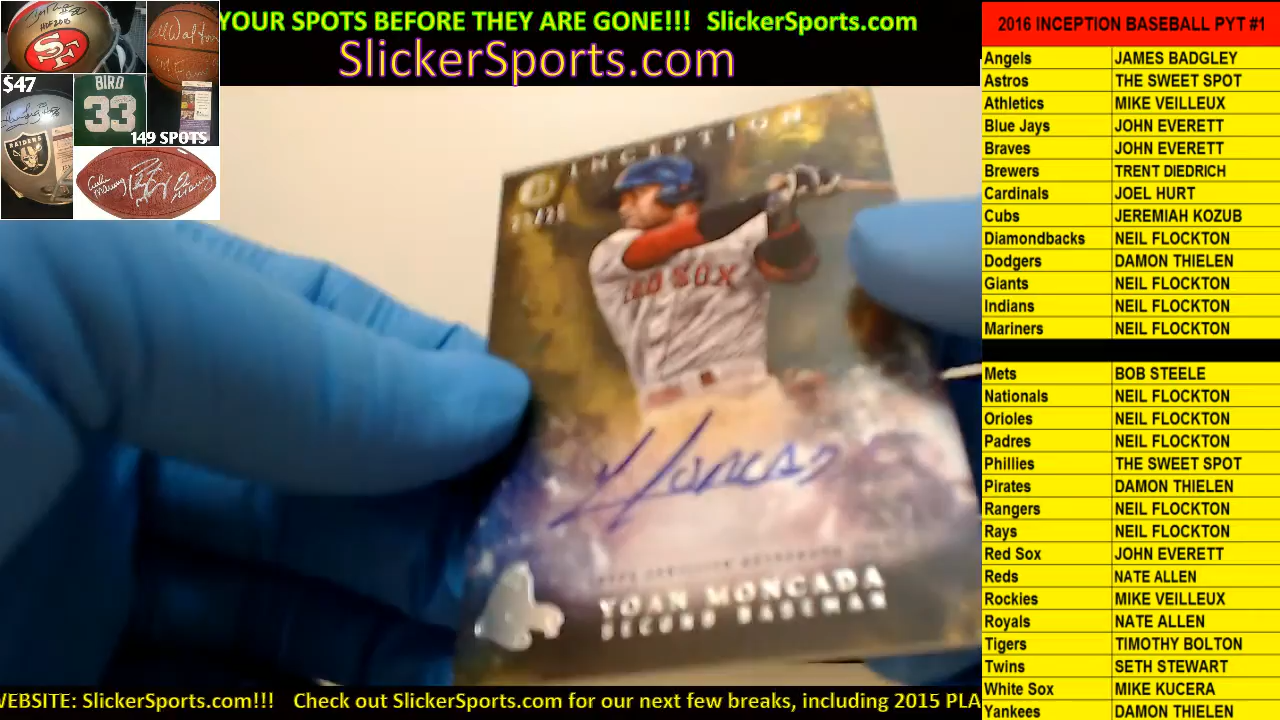 YOUR SPOTS BEFORE THEY ARE GONE!!! SlickerSports.com
SlickerSports.com
HOF 2013
SF
$47
BIRD
33
149 SPOTS
RAIDERS
INCEPTION
RED SOX
Moncada
YOAN MONCADA
SECOND BASEMAN
WEBSITE: SlickerSports.com!!! Check out SlickerSports.com for our next few breaks, including 2015 PLA
2016 INCEPTION BASEBALL PYT #1
Angels JAMES BADGLEY
Astros THE SWEET SPOT
Athletics MIKE VEILLEUX
Blue Jays JOHN EVERETT
Braves JOHN EVERETT
Brewers TRENT DIEDRICH
Cardinals JOEL HURT
Cubs JEREMIAH KOZUB
Diamondbacks NEIL FLOCKTON
Dodgers DAMON THIELEN
Giants NEIL FLOCKTON
Indians NEIL FLOCKTON
Mariners NEIL FLOCKTON
Mets BOB STEELE
Nationals NEIL FLOCKTON
Orioles NEIL FLOCKTON
Padres NEIL FLOCKTON
Phillies THE SWEET SPOT
Pirates DAMON THIELEN
Rangers NEIL FLOCKTON
Rays NEIL FLOCKTON
Red Sox JOHN EVERETT
Reds NATE ALLEN
Rockies MIKE VEILLEUX
Royals NATE ALLEN
Tigers TIMOTHY BOLTON
Twins SETH STEWART
White Sox MIKE KUCERA
Yankees DAMON THIELEN